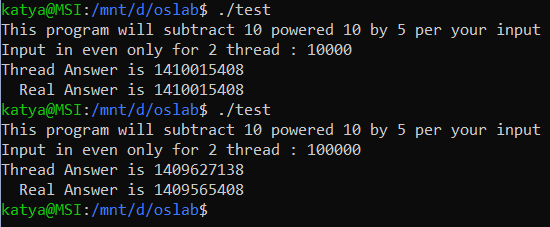 katya@MSI:/mnt/d/oslab$ ./test
This program will subtract 10 powered 10 by 5 per your input
Input in even only for 2 thread : 10000
Thread Answer is 1410015408
  Real Answer is 1410015408
katya@MSI:/mnt/d/oslab$ ./test
This program will subtract 10 powered 10 by 5 per your input
Input in even only for 2 thread : 100000
Thread Answer is 1409627138
  Real Answer is 1409565408
katya@MSI:/mnt/d/oslab$